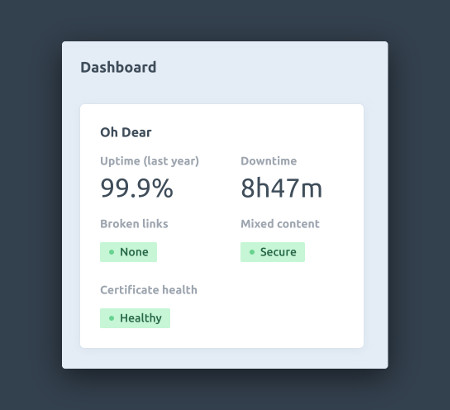 Dashboard
Oh Dear
Uptime (last year)
Downtime
99.9%
8h47m
Broken links
Mixed content
None
Secure
Certificate health
Healthy